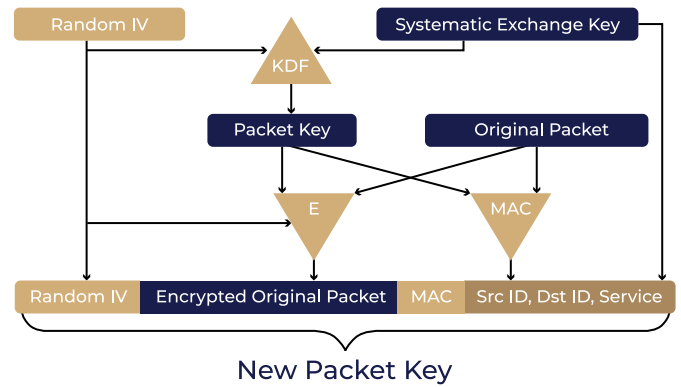 Random IV
Systematic Exchange Key
KDF
Packet Key
Original Packet
E
MAC
Random IV
Encrypted Original Packet
MAC
Src ID, Dst ID, Service
New Packet Key